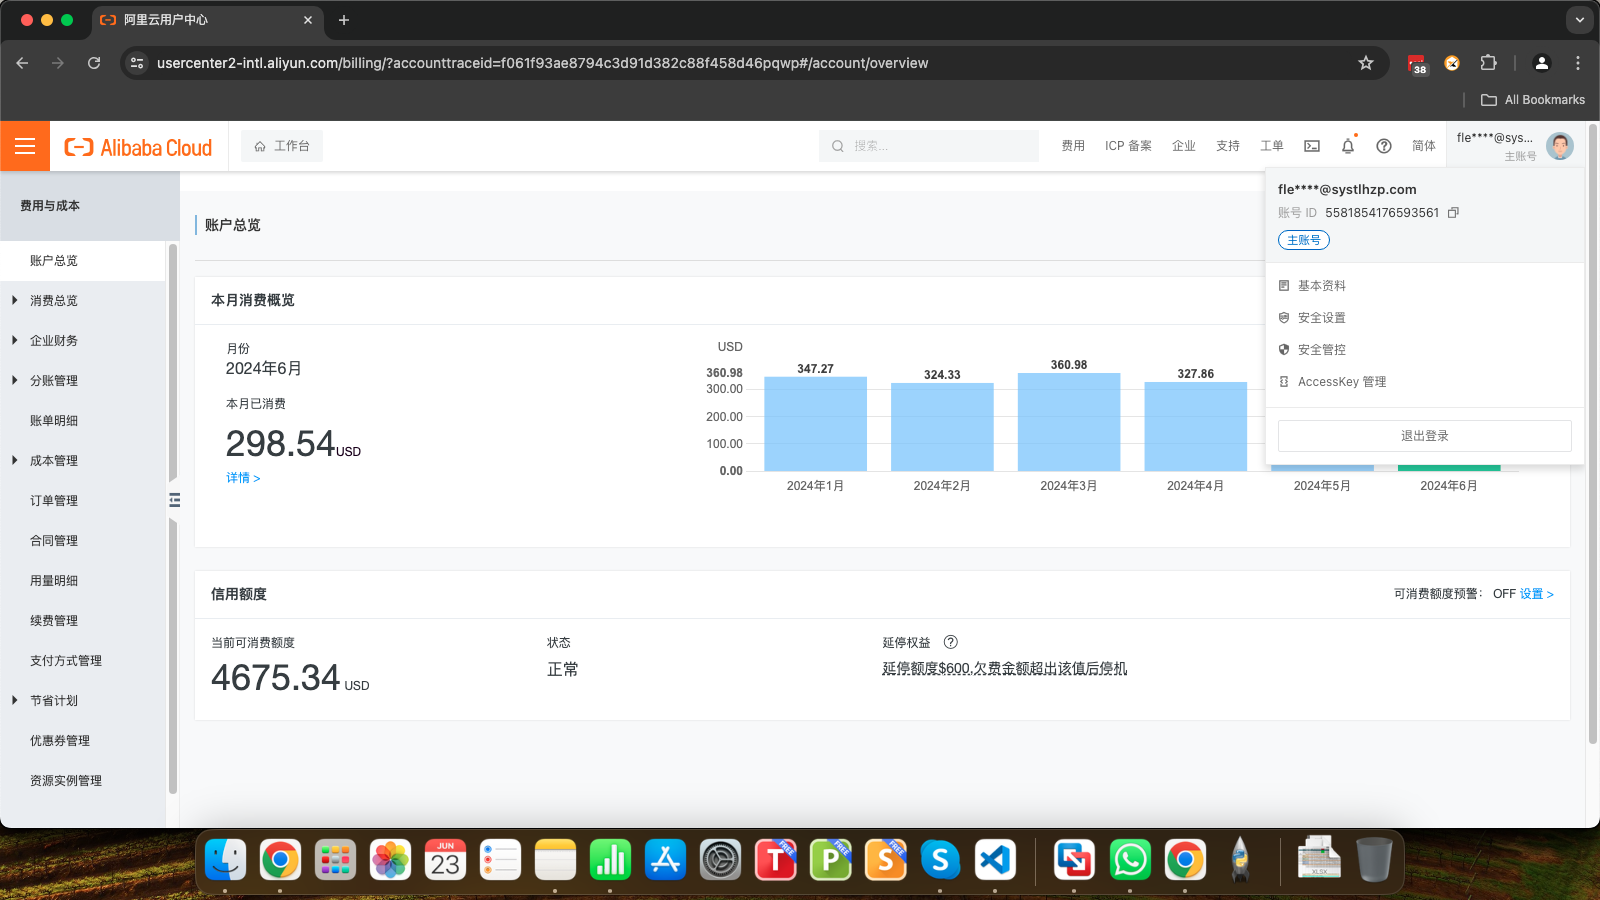 阿里云用户中心
usercenter2-intl.aliyun.com/billing/?accounttraceid=f061f93ae8794c3d91d382c88f458d46pqwp#/account/overview
38
All Bookmarks
Alibaba Cloud
工作台
搜索...
费用
ICP 备案
企业
支持
工单
简体
fle****@sys...
主账号
fle****@systlhzp.com
账号 ID 5581854176593561
主账号
基本资料
安全设置
安全管控
AccessKey 管理
退出登录
费用与成本
账户总览
消费总览
企业财务
分账管理
账单明细
成本管理
订单管理
合同管理
用量明细
续费管理
支付方式管理
节省计划
优惠券管理
资源实例管理
账户总览
本月消费概览
月份
2024年6月
本月已消费
298.54USD
详情 >
USD
360.98
300.00
200.00
100.00
0.00
347.27
324.33
360.98
327.86
2024年1月
2024年2月
2024年3月
2024年4月
2024年5月
2024年6月
信用额度
可消费额度预警： OFF 设置 >
当前可消费额度
4675.34 USD
状态
正常
延停权益
延停额度$600,欠费金额超出该值后停机
JUN
23
T FREE
P FREE
S FREE
S
XLSX